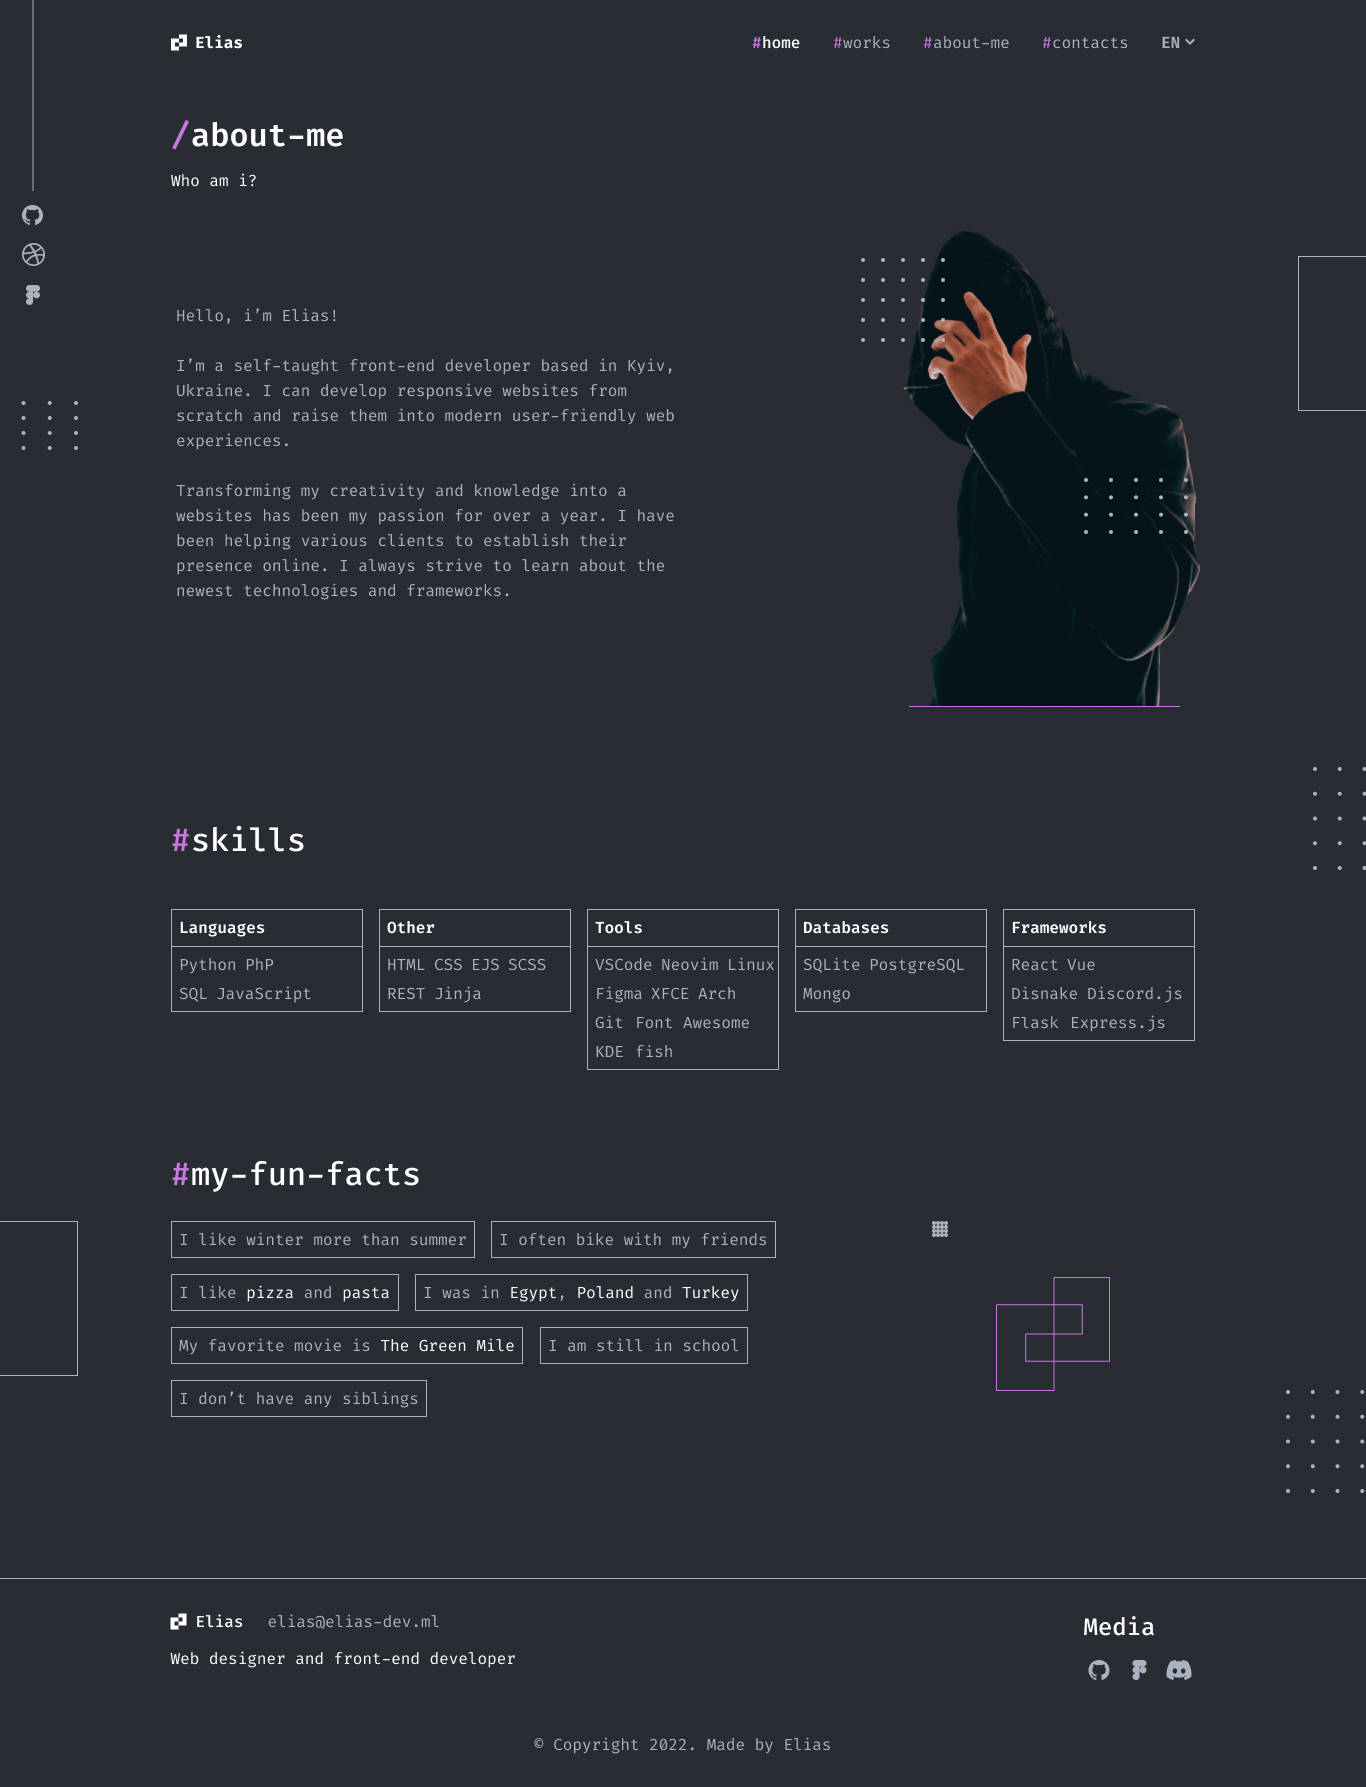 Elias #home #works #about-me #contacts EN
/about-me
Who am i?
Hello, i’m Elias!
I’m a self-taught front-end developer based in Kyiv,
Ukraine. I can develop responsive websites from
scratch and raise them into modern user-friendly web
experiences.
Transforming my creativity and knowledge into a
websites has been my passion for over a year. I have
been helping various clients to establish their
presence online. I always strive to learn about the
newest technologies and frameworks.
#skills
Languages
Python PhP
SQL JavaScript
Other
HTML CSS EJS SCSS
REST Jinja
Tools
VSCode Neovim Linux
Figma XFCE Arch
Git Font Awesome
KDE fish
Databases
SQLite PostgreSQL
Mongo
Frameworks
React Vue
Disnake Discord.js
Flask Express.js
#my-fun-facts
I like winter more than summer
I often bike with my friends
I like pizza and pasta
I was in Egypt, Poland and Turkey
My favorite movie is The Green Mile
I am still in school
I don’t have any siblings
Elias elias@elias-dev.ml
Web designer and front-end developer
Media
© Copyright 2022. Made by Elias